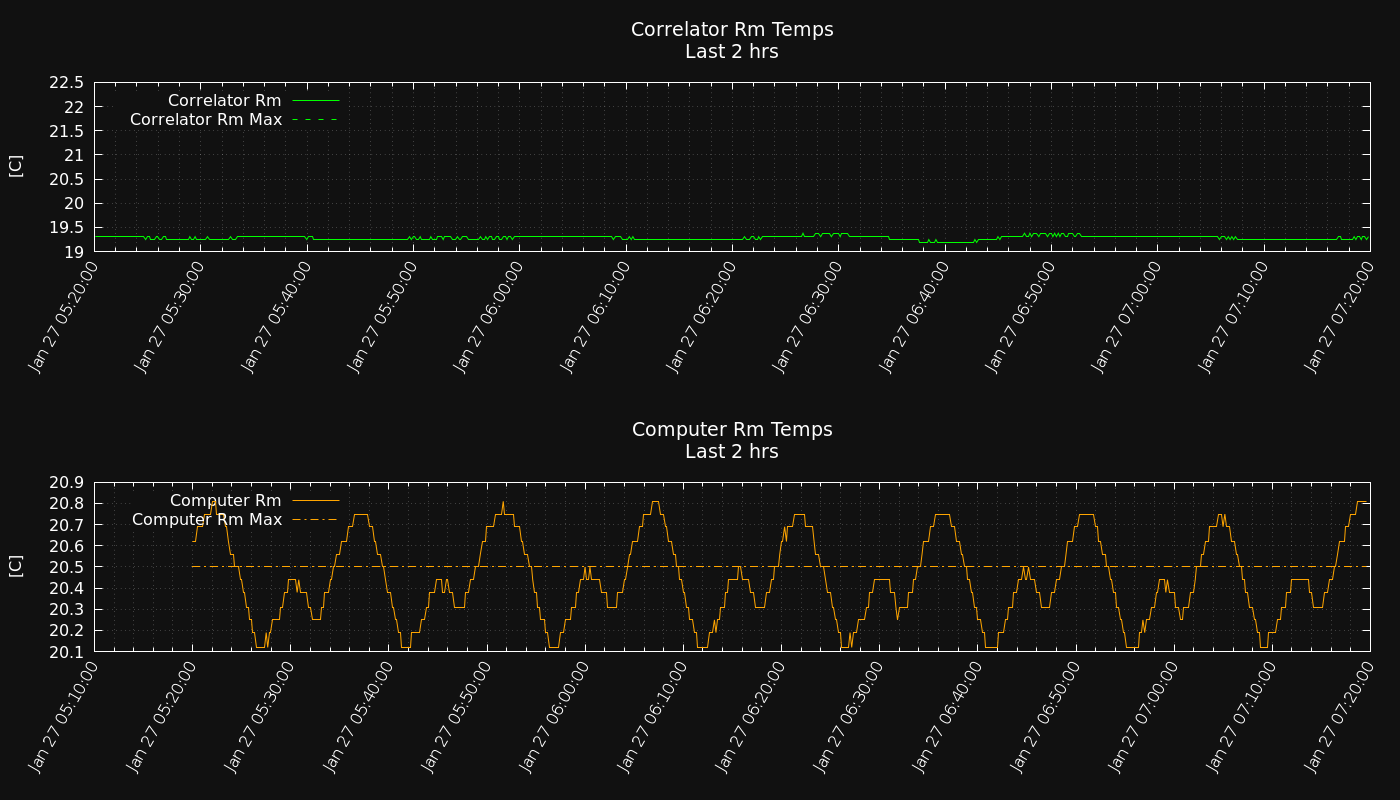 Correlator Rm Temps
Last 2 hrs
22.5
22
21.5
21
20.5
20
19.5
19
[C]
Correlator Rm
Correlator Rm Max
Jan 27 05:20:00
Jan 27 05:30:00
Jan 27 05:40:00
Jan 27 05:50:00
Jan 27 06:00:00
Jan 27 06:10:00
Jan 27 06:20:00
Jan 27 06:30:00
Jan 27 06:40:00
Jan 27 06:50:00
Jan 27 07:00:00
Jan 27 07:10:00
Jan 27 07:20:00
Computer Rm Temps
Last 2 hrs
20.9
20.8
20.7
20.6
20.5
20.4
20.3
20.2
20.1
[C]
Computer Rm
Computer Rm Max
Jan 27 05:10:00
Jan 27 05:20:00
Jan 27 05:30:00
Jan 27 05:40:00
Jan 27 05:50:00
Jan 27 06:00:00
Jan 27 06:10:00
Jan 27 06:20:00
Jan 27 06:30:00
Jan 27 06:40:00
Jan 27 06:50:00
Jan 27 07:00:00
Jan 27 07:10:00
Jan 27 07:20:00